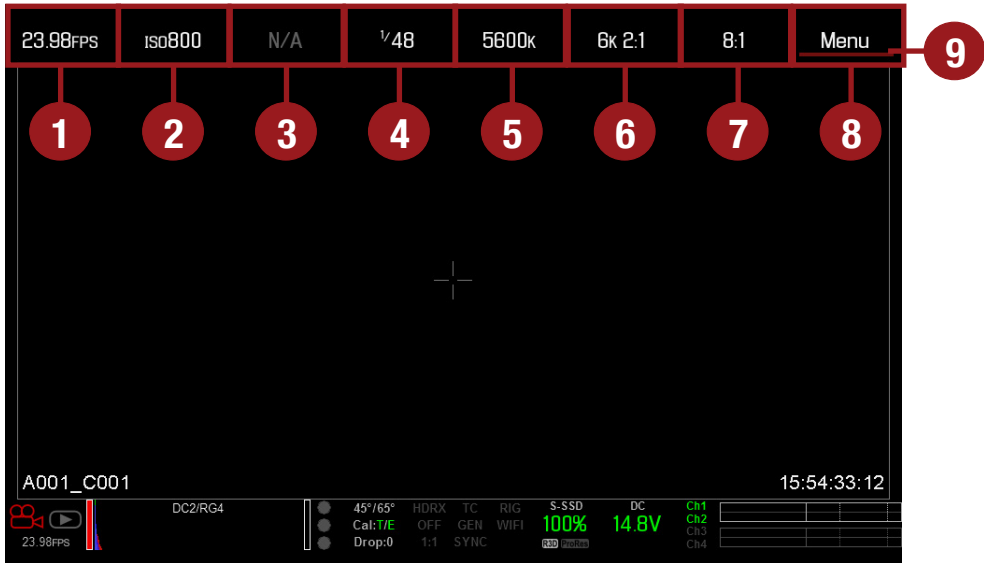 23.98FPS ISO800 N/A 1/48 5600K 6K 2:1 8:1 Menu
9
1 2 3 4 5 6 7 8
A001_C001 15:54:33:12
DC2/RG4 45°/65° HDRX TC RIG S-SSD DC Ch1
Cal:T/E OFF GEN WIFI 100% 14.8V Ch2
23.98FPS Drop:0 1:1 SYNC R3D ProRes Ch3
Ch4